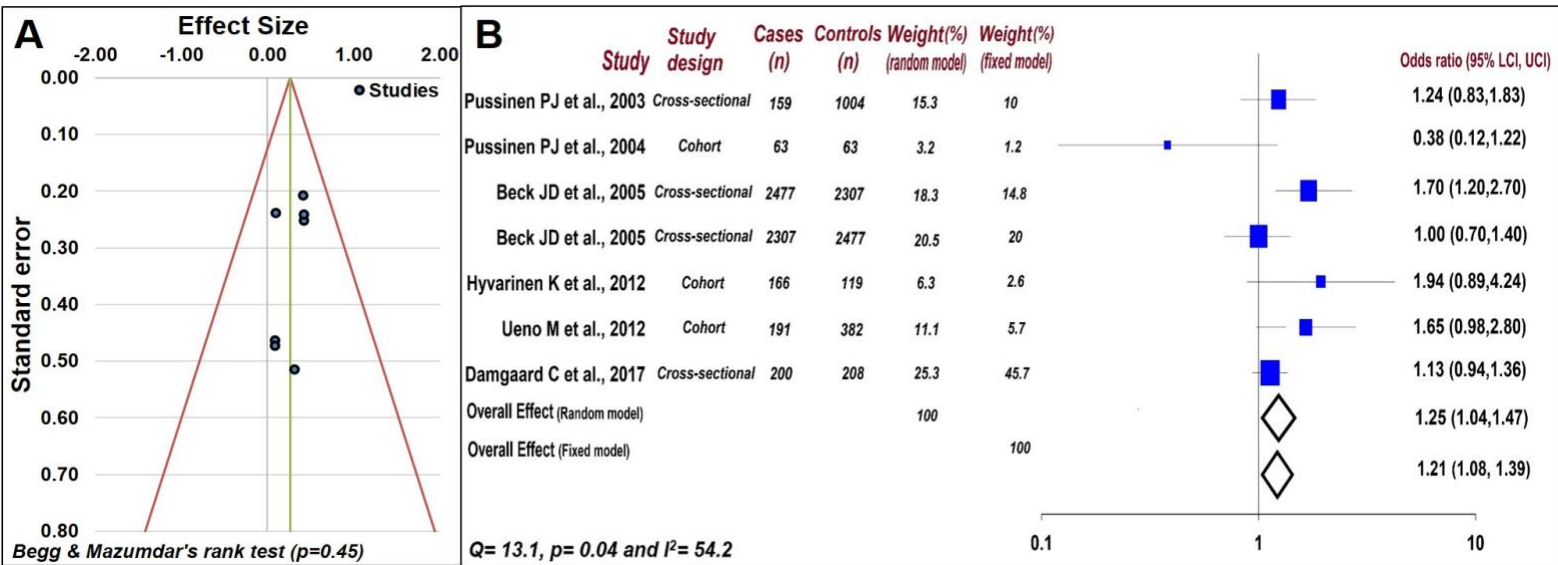 A
Effect Size
-2.00 -1.00 0.00 1.00 2.00
Studies
Standard error
0.00
0.10
0.20
0.30
0.40
0.50
0.60
0.70
0.80
Begg & Mazumdar's rank test (p=0.45)
B
Study Study design Cases (n) Controls (n) Weight(%) (random model) Weight(%) (fixed model) Odds ratio (95% LCI, UCI)
Pussinen PJ et al., 2003 Cross-sectional 159 1004 15.3 10 1.24 (0.83,1.83)
Pussinen PJ et al., 2004 Cohort 63 63 3.2 1.2 0.38 (0.12,1.22)
Beck JD et al., 2005 Cross-sectional 2477 2307 18.3 14.8 1.70 (1.20,2.70)
Beck JD et al., 2005 Cross-sectional 2307 2477 20.5 20 1.00 (0.70,1.40)
Hyvarinen K et al., 2012 Cohort 166 119 6.3 2.6 1.94 (0.89,4.24)
Ueno M et al., 2012 Cohort 191 382 11.1 5.7 1.65 (0.98,2.80)
Damgaard C et al., 2017 Cross-sectional 200 208 25.3 45.7 1.13 (0.94,1.36)
Overall Effect (Random model) 100 1.25 (1.04,1.47)
Overall Effect (Fixed model) 100 1.21 (1.08, 1.39)
0.1 1 10
Q= 13.1, p= 0.04 and I²= 54.2